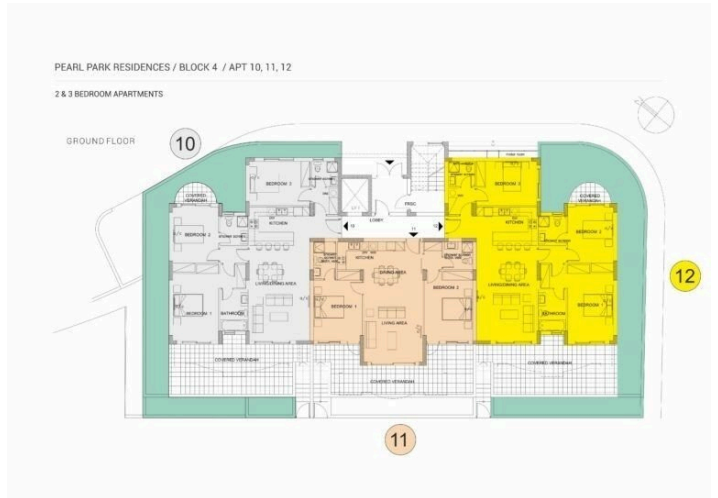 PEARL PARK RESIDENCES / BLOCK 4 / APT 10, 11, 12
2 & 3 BEDROOM APARTMENTS
GROUND FLOOR
10
BEDROOM 3
BEDROOM 3
COVERED VERANDAH
COVERED VERANDAH
LOBBY
KITCHEN
KITCHEN
BEDROOM 2
BEDROOM 2
10
11
12
KITCHEN
DINING AREA
LIVING/DINING AREA
LIVING/DINING AREA
12
BEDROOM 1
BEDROOM 1
BEDROOM 2
BEDROOM 1
BATHROOM
BATHROOM
LIVING AREA
COVERED VERANDAH
COVERED VERANDAH
COVERED VERANDAH
11